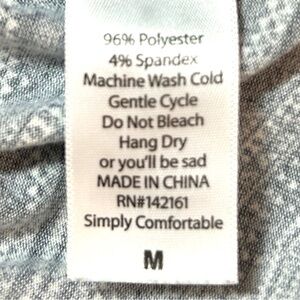 96% Polyester
4% Spandex
Machine Wash Cold
Gentle Cycle
Do Not Bleach
Hang Dry
or you'll be sad
MADE IN CHINA
RN#142161
Simply Comfortable
M